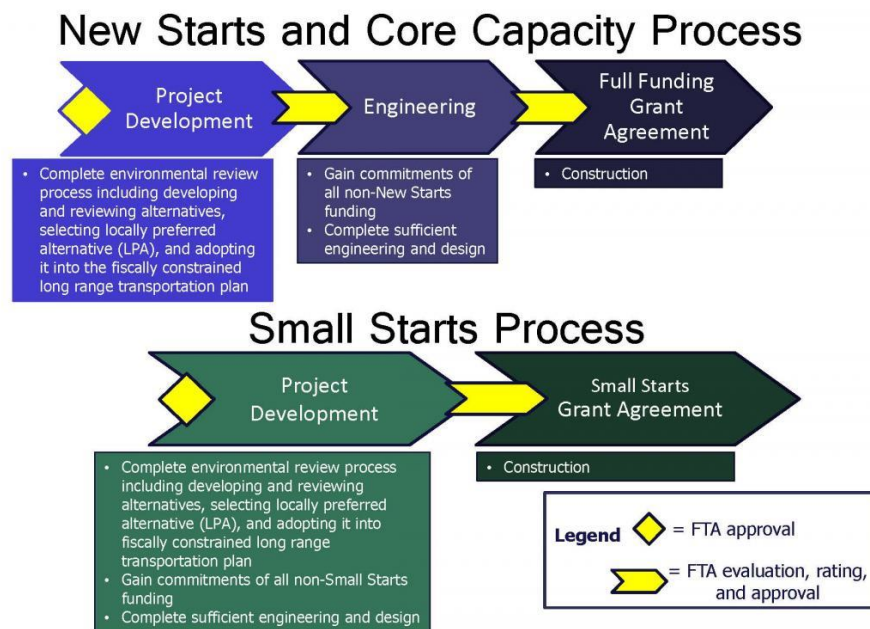 New Starts and Core Capacity Process
Project
Development
Engineering
Full Funding
Grant
Agreement
• Complete environmental review
process including developing
and reviewing alternatives,
selecting locally preferred
alternative (LPA), and adopting
it into the fiscally constrained
long range transportation plan
• Gain commitments of
all non-New Starts
funding
• Complete sufficient
engineering and design
• Construction
Small Starts Process
Project
Development
Small Starts
Grant Agreement
• Complete environmental review process
including developing and reviewing
alternatives, selecting locally preferred
alternative (LPA), and adopting it into
fiscally constrained long range
transportation plan
• Gain commitments of all non-Small Starts
funding
• Complete sufficient engineering and design
• Construction
Legend
= FTA approval
= FTA evaluation, rating,
and approval